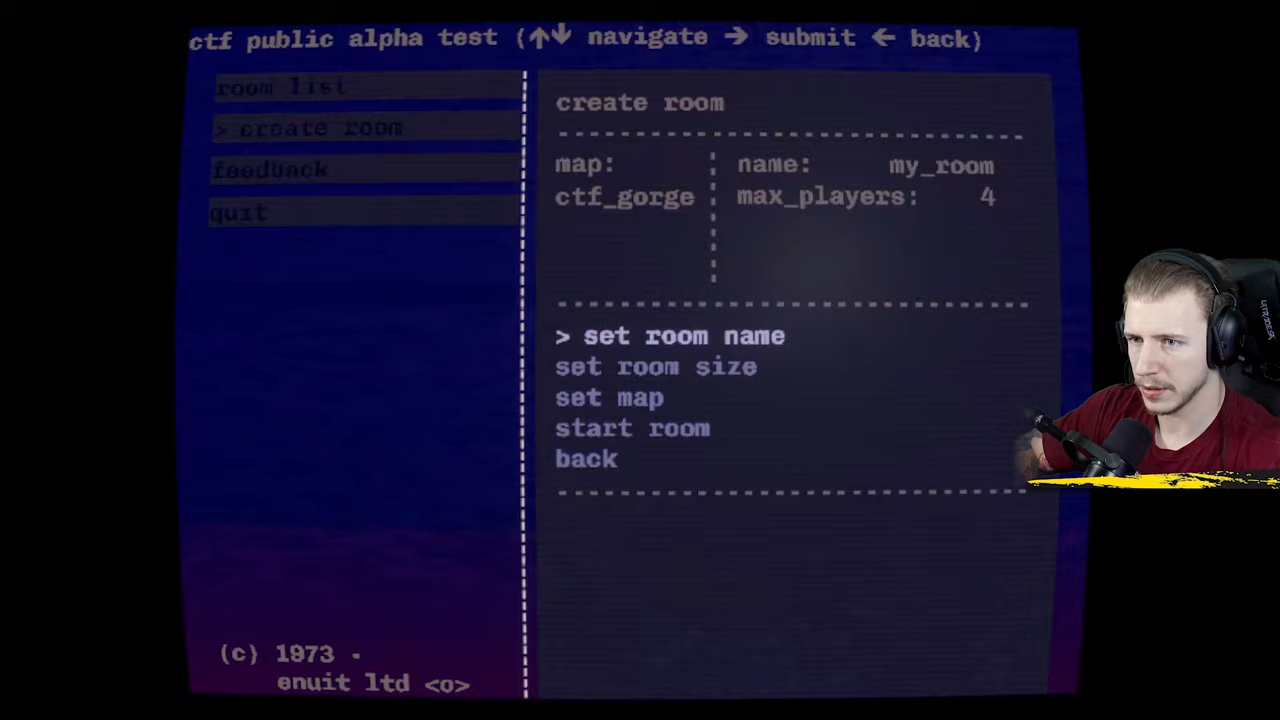 ctf public alpha test (↑↓ navigate → submit ← back)
room list
> create room
feedback
quit
create room
map:
ctf_gorge
name: my_room
max_players: 4
> set room name
set room size
set map
start room
back
(c) 1973 -
enuit ltd <o>